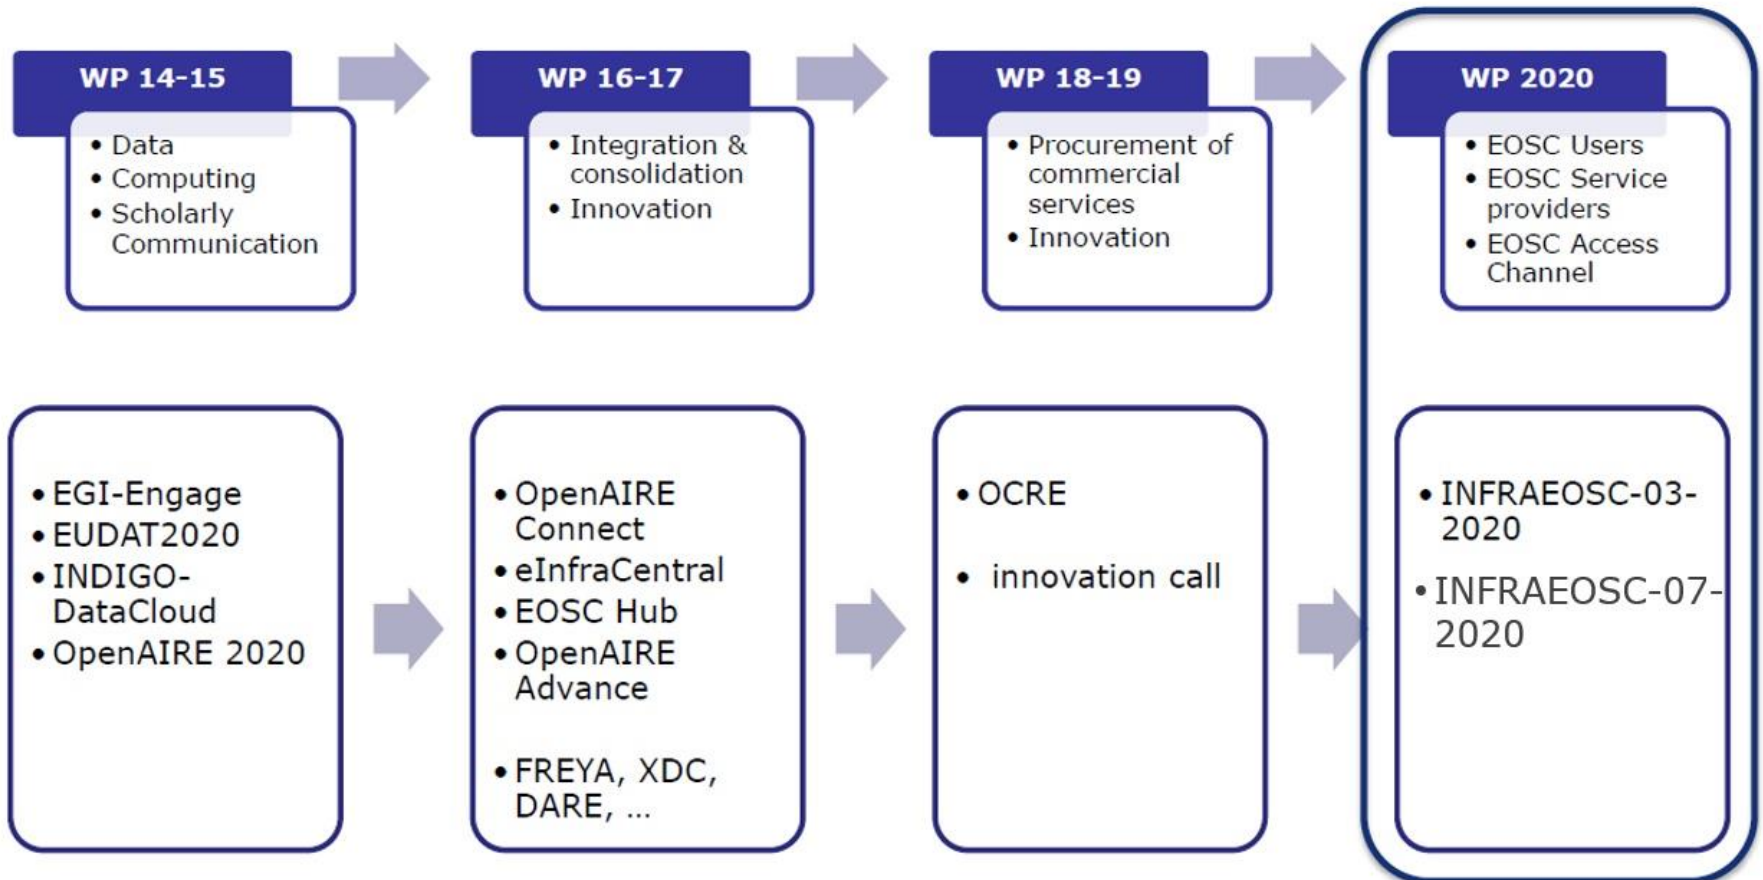 WP 14-15
• Data
• Computing
• Scholarly
Communication
WP 16-17
• Integration &
consolidation
• Innovation
WP 18-19
• Procurement of
commercial
services
• Innovation
WP 2020
• EOSC Users
• EOSC Service
providers
• EOSC Access
Channel
• EGI-Engage
• EUDAT2020
• INDIGO-
DataCloud
• OpenAIRE 2020
• OpenAIRE
Connect
• eInfraCentral
• EOSC Hub
• OpenAIRE
Advance
• FREYA, XDC,
DARE, ...
• OCRE
• innovation call
• INFRAEOSC-03-
2020
• INFRAEOSC-07-
2020